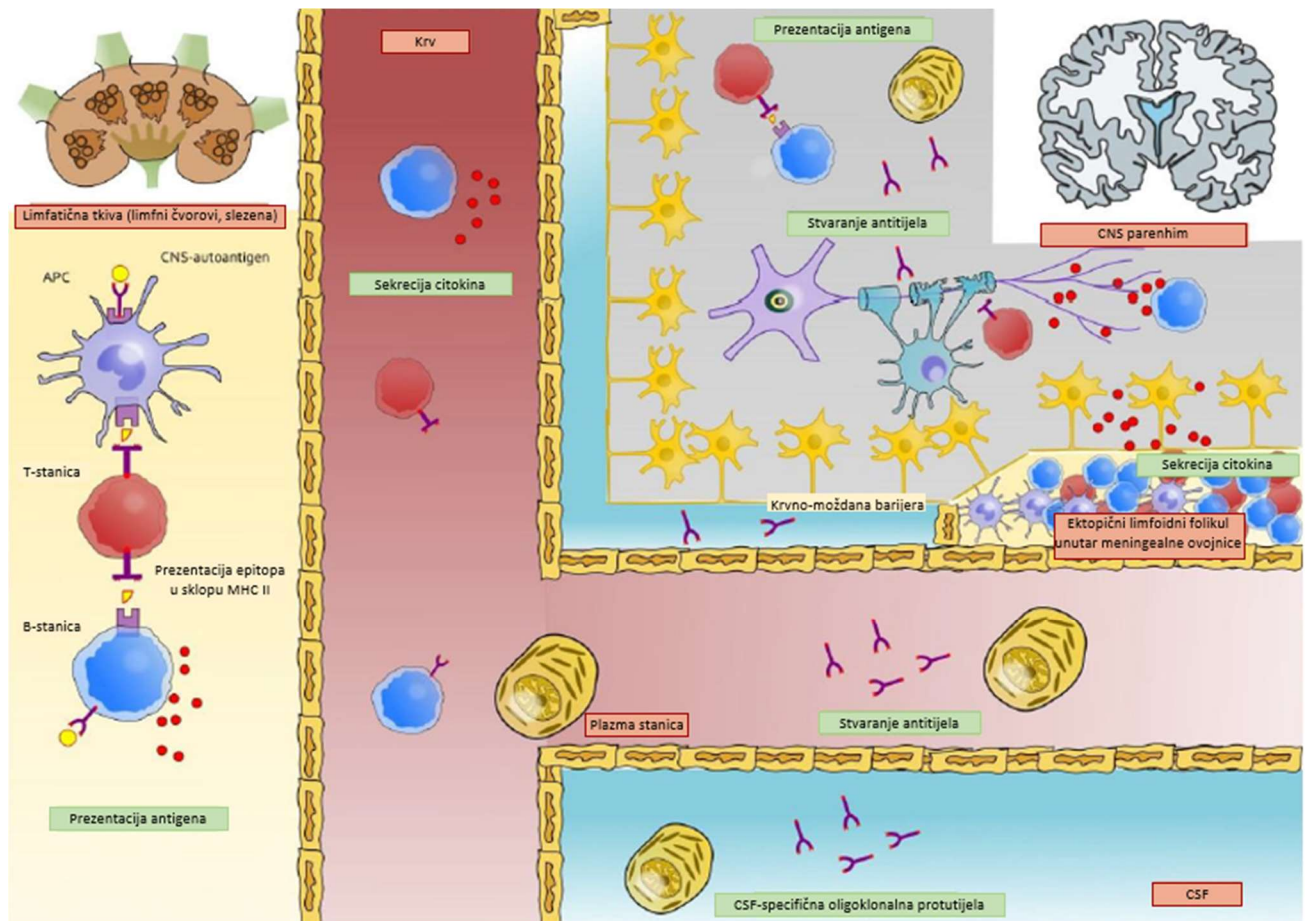 Krv
Prezentacija antigena
Limfatična tkiva (limfni čvorovi, slezena)
CNS-autoantigen
APC
Sekrecija citokina
Stvaranje antitijela
CNS parenhim
T-stanica
Sekrecija citokina
Krvno-moždana barijera
Ektopični limfoidni folikul
unutar meningealne ovojnice
Prezentacija epitopa
u sklopu MHC II
B-stanica
Plazma stanica
Stvaranje antitijela
Prezentacija antigena
CSF-specifična oligoklonalna protutijela
CSF